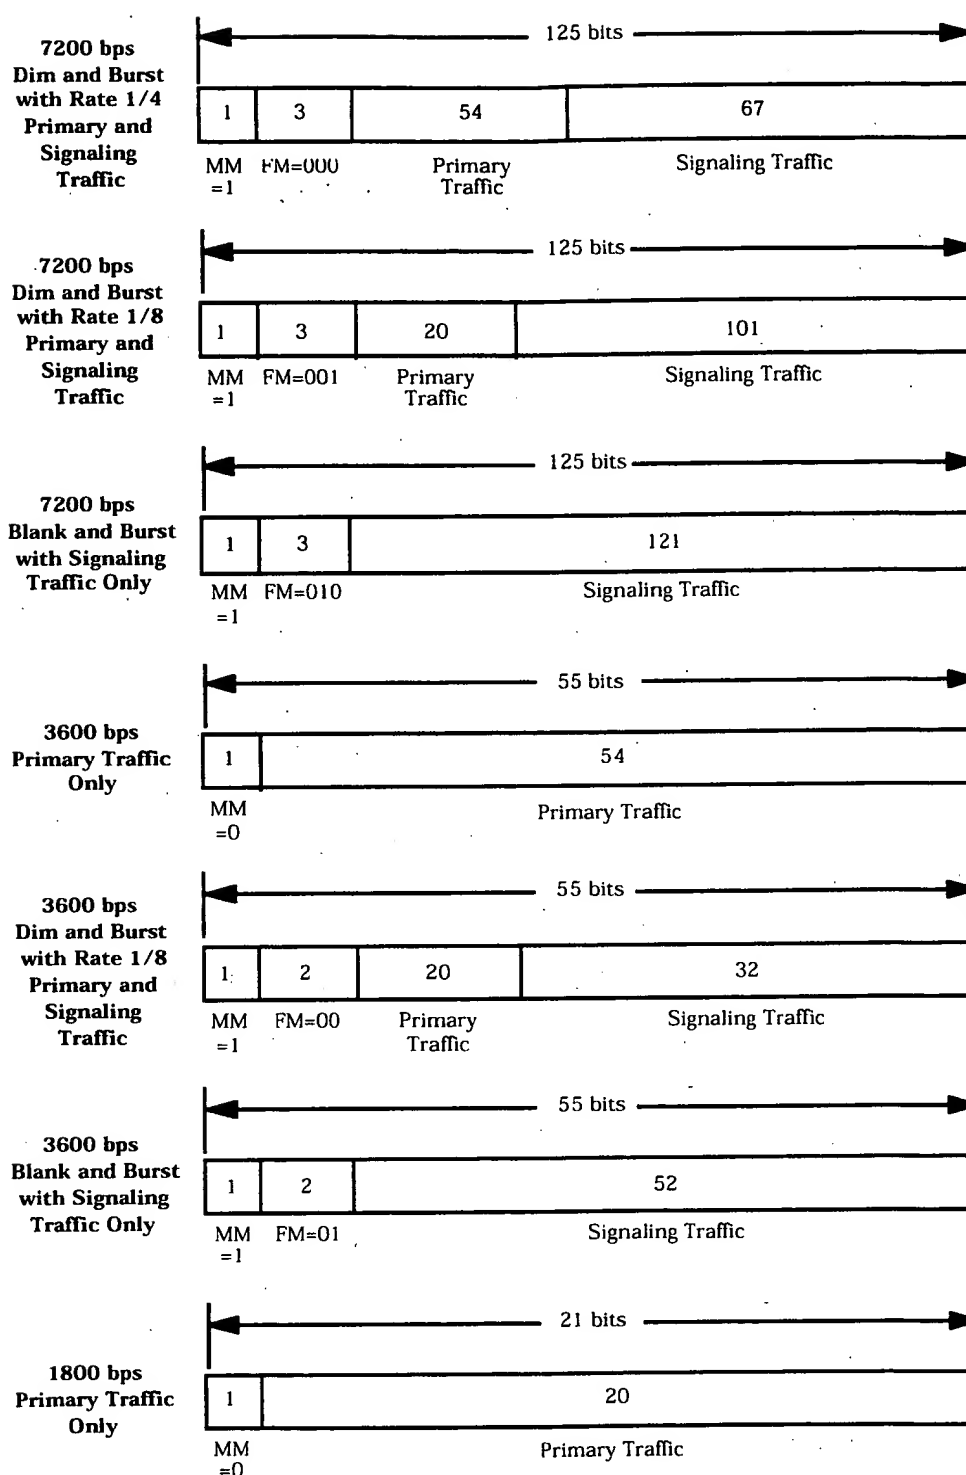 125 bits
7200 bps
Dim and Burst
with Rate 1/4
Primary and
Signaling
Traffic
1 3 54 67
MM
=1
FM=000
Primary
Traffic
Signaling Traffic
125 bits
7200 bps
Dim and Burst
with Rate 1/8
Primary and
Signaling
Traffic
1 3 20 101
MM
=1
FM=001
Primary
Traffic
Signaling Traffic
125 bits
7200 bps
Blank and Burst
with Signaling
Traffic Only
1 3 121
MM
=1
FM=010
Signaling Traffic
55 bits
3600 bps
Primary Traffic
Only
1 54
MM
=0
Primary Traffic
55 bits
3600 bps
Dim and Burst
with Rate 1/8
Primary and
Signaling
Traffic
1 2 20 32
MM
=1
FM=00
Primary
Traffic
Signaling Traffic
55 bits
3600 bps
Blank and Burst
with Signaling
Traffic Only
1 2 52
MM
=1
FM=01
Signaling Traffic
21 bits
1800 bps
Primary Traffic
Only
1 20
MM
=0
Primary Traffic